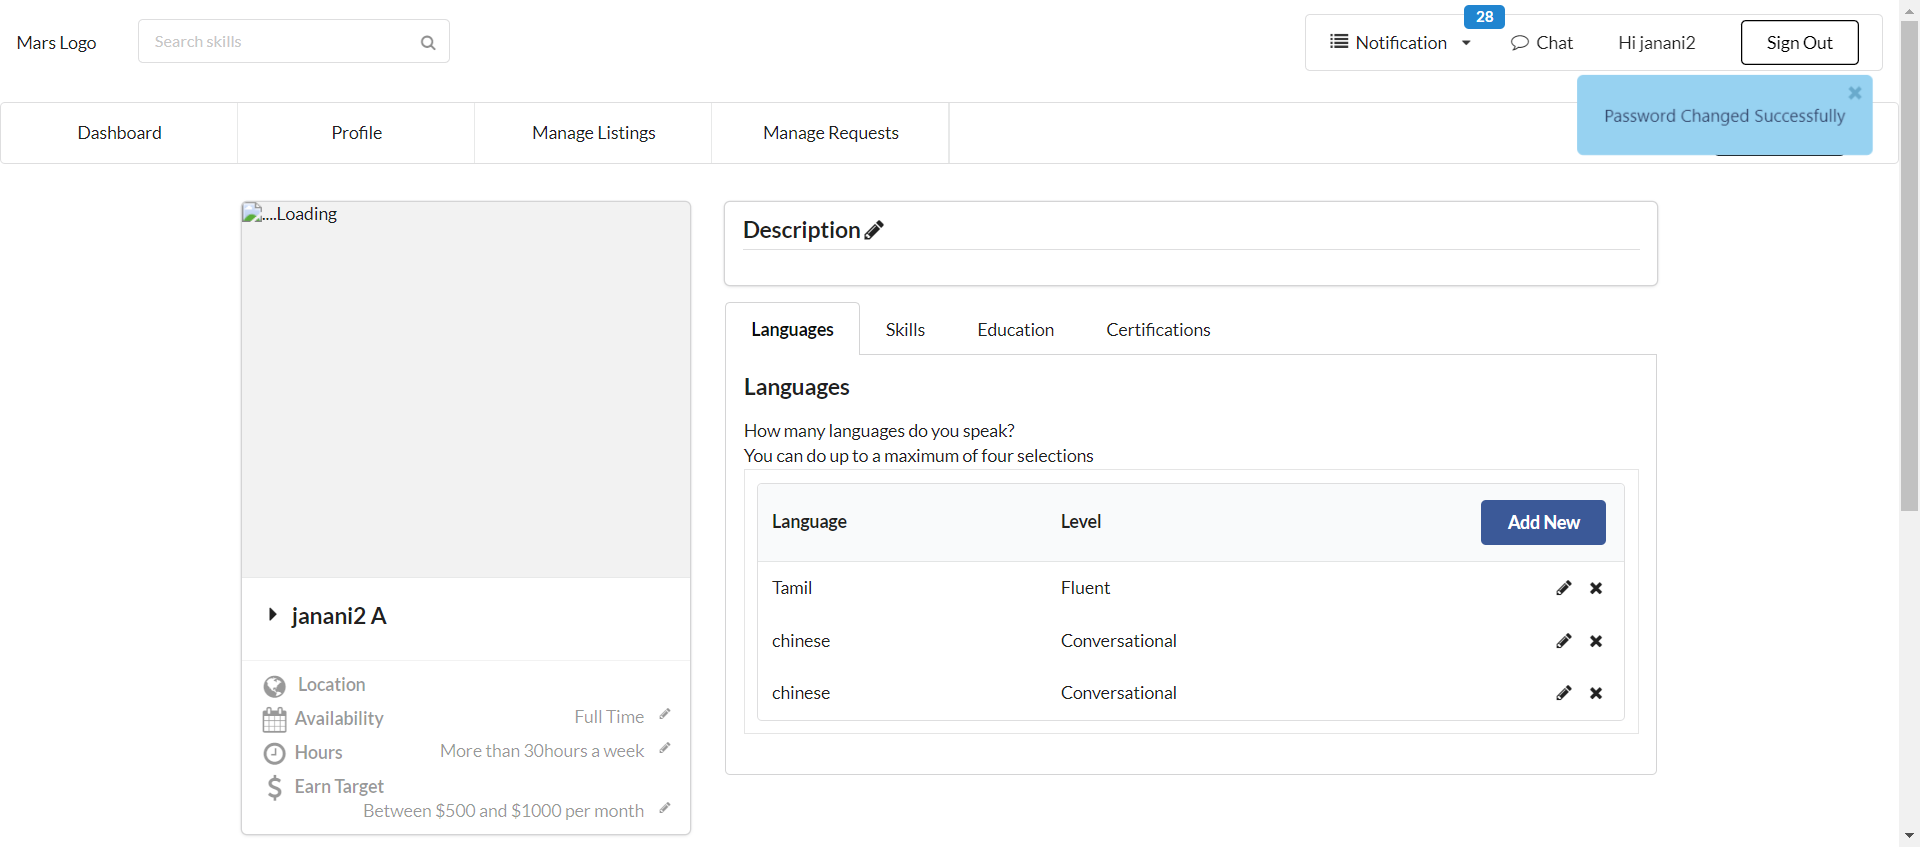 Mars Logo
Search skills
28
Notification
Chat
Hi janani2
Sign Out
Password Changed Successfully
Dashboard
Profile
Manage Listings
Manage Requests
....Loading
janani2 A
Location
Availability
Full Time
Hours
More than 30hours a week
Earn Target
Between $500 and $1000 per month
Description
Languages
Skills
Education
Certifications
Languages
How many languages do you speak?
You can do up to a maximum of four selections
Language
Level
Add New
Tamil
Fluent
chinese
Conversational
chinese
Conversational